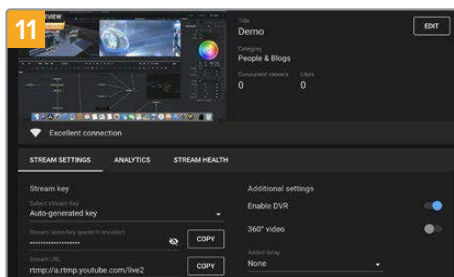 11
PREVIEW
Title
Demo
EDIT
Category
People & Blogs
Concurrent viewers Likes
0 0
Excellent connection
STREAM SETTINGS ANALYTICS STREAM HEALTH
Stream key
Additional settings
Select stream key
Auto-generated key
Enable DVR
Stream name/key (paste in encoder)
COPY
360° video
Stream URL
rtmp://a.rtmp.youtube.com/live2
COPY
Added delay
None